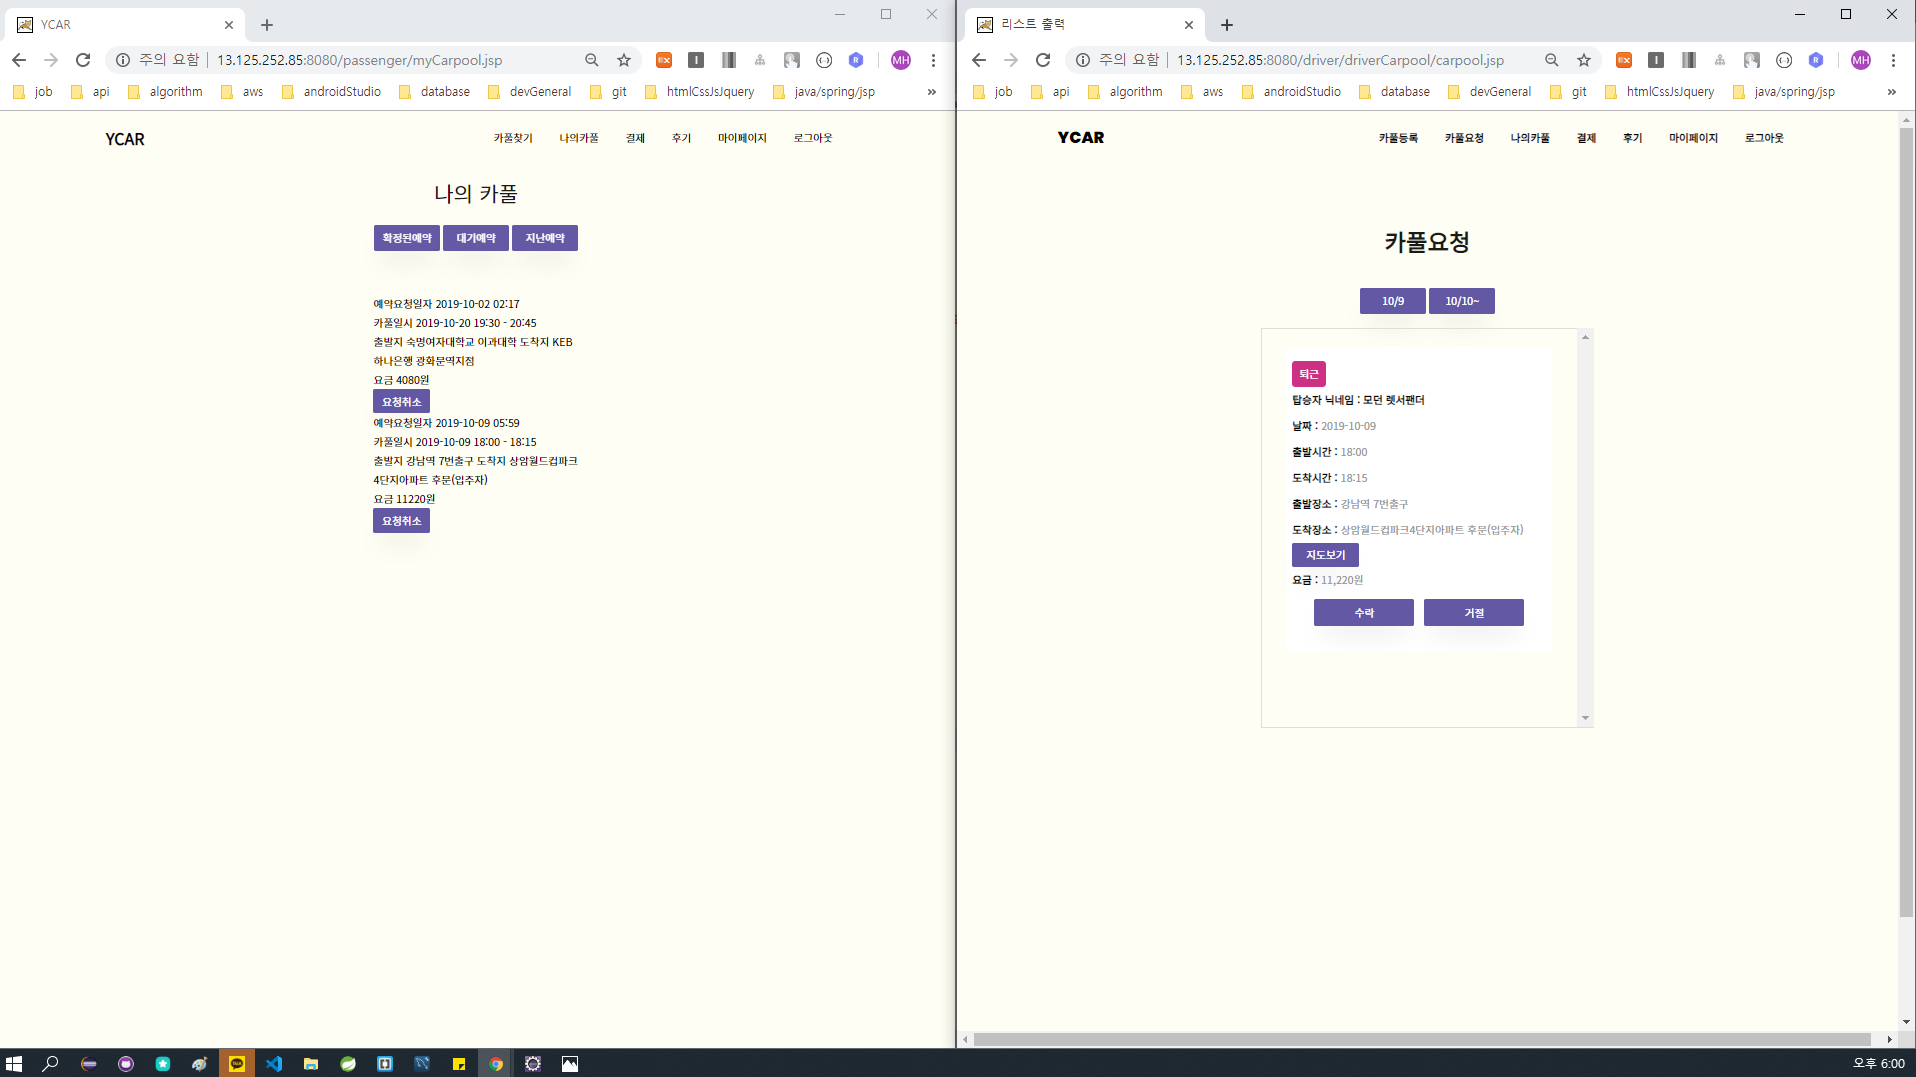 YCAR
주의 요함
13.125.252.85:8080/passenger/myCarpool.jsp
MH
job
api
algorithm
aws
androidStudio
database
devGeneral
git
htmlCssJsJquery
java/spring/jsp
»
YCAR
카풀찾기
나의카풀
결제
후기
마이페이지
로그아웃
나의 카풀
확정된예약
대기예약
지난예약
예약요청일자 2019-10-02 02:17
카풀일시 2019-10-20 19:30 - 20:45
출발지 숙명여자대학교 이과대학 도착지 KEB
하나은행 광화문역지점
요금 4080원
요청취소
예약요청일자 2019-10-09 05:59
카풀일시 2019-10-09 18:00 - 18:15
출발지 강남역 7번출구 도착지 상암월드컵파크
4단지아파트 후문(입주자)
요금 11220원
요청취소
리스트 출력
주의 요함
13.125.252.85:8080/driver/driverCarpool/carpool.jsp
MH
job
api
algorithm
aws
androidStudio
database
devGeneral
git
htmlCssJsJquery
java/spring/jsp
»
YCAR
카풀등록
카풀요청
나의카풀
결제
후기
마이페이지
로그아웃
카풀요청
10/9
10/10~
퇴근
탑승자 닉네임 : 모던 렛서팬더
날짜 : 2019-10-09
출발시간 : 18:00
도착시간 : 18:15
출발장소 : 강남역 7번출구
도착장소 : 상암월드컵파크4단지아파트 후문(입주자)
지도보기
요금 : 11,220원
수락
거절
오후 6:00